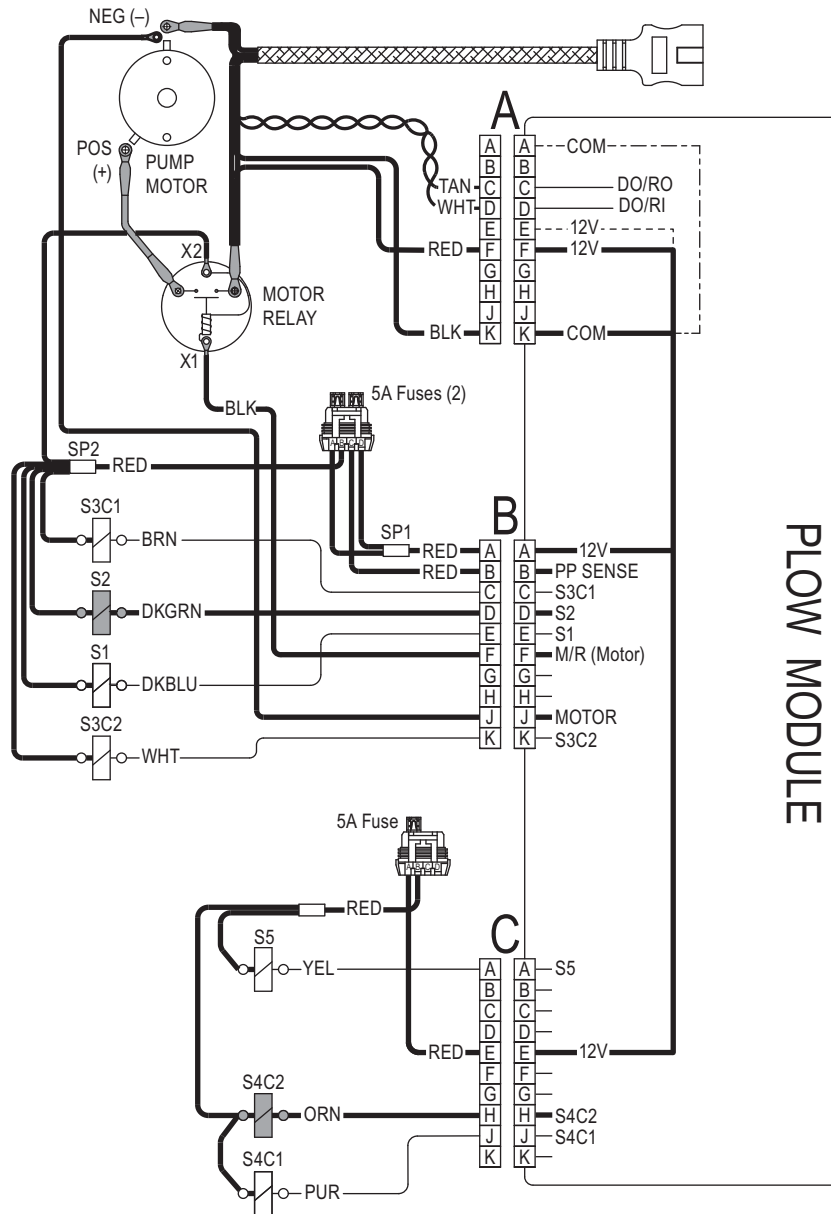 NEG (–)
POS
(+)
PUMP
MOTOR
X2
MOTOR
RELAY
X1
BLK
A
A A COM
B B
TAN C C DO/RO
WHT D D DO/RI
E E 12V
RED F F 12V
G G
H H
J J
BLK K K COM
5A Fuses (2)
A B C D
SP2
RED
SP1
B
RED A A 12V
RED B B PP SENSE
S3C1
BRN C C S3C1
S2
DKGRN D D S2
E E S1
S1
DKBLU
F F M/R (Motor)
G G
H H
J J MOTOR
S3C2
WHT K K S3C2
PLOW MODULE
5A Fuse
A B C D
RED
C
S5
YEL A A S5
B B
C C
D D
RED E E 12V
F F
G G
S4C2
ORN H H S4C2
J J S4C1
K K
S4C1
PUR